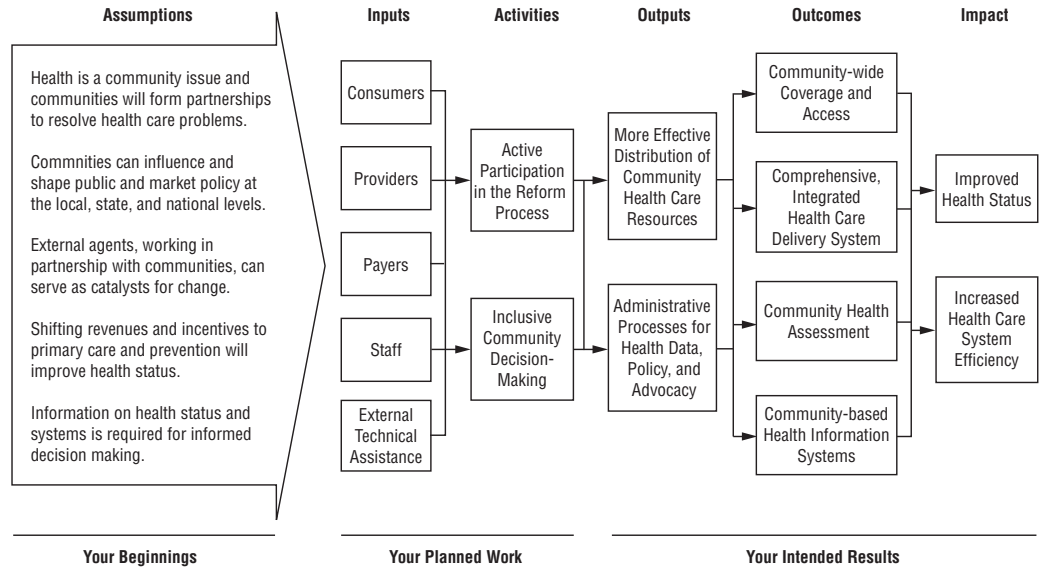 Assumptions
Inputs
Activities
Outputs
Outcomes
Impact
Health is a community issue and
communities will form partnerships
to resolve health care problems.
Commnities can influence and
shape public and market policy at
the local, state, and national levels.
External agents, working in
partnership with communities, can
serve as catalysts for change.
Shifting revenues and incentives to
primary care and prevention will
improve health status.
Information on health status and
systems is required for informed
decision making.
Consumers
Providers
Payers
Staff
External
Technical
Assistance
Active
Participation
in the Reform
Process
Inclusive
Community
Decision-
Making
More Effective
Distribution of
Community
Health Care
Resources
Administrative
Processes for
Health Data,
Policy, and
Advocacy
Community-wide
Coverage and
Access
Comprehensive,
Integrated
Health Care
Delivery System
Community Health
Assessment
Community-based
Health Information
Systems
Improved
Health Status
Increased
Health Care
System
Efficiency
Your Beginnings
Your Planned Work
Your Intended Results